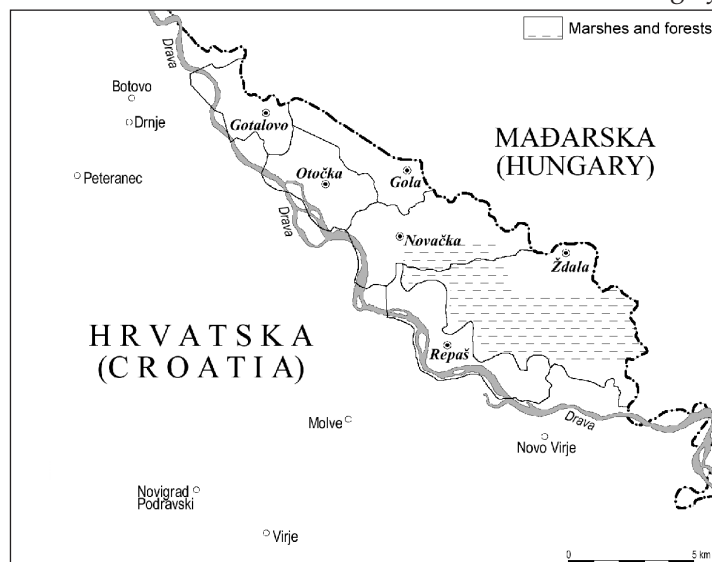 Marshes and forests
Drava
Botovo
Drnje
Gotalovo
MAĐARSKA
(HUNGARY)
Peteranec
Otočka
Gola
Drava
Novačka
Ždala
HRVATSKA
(CROATIA)
Repaš
Molve
Drava
Novo Virje
Novigrad
Podravski
Virje
0 5 km